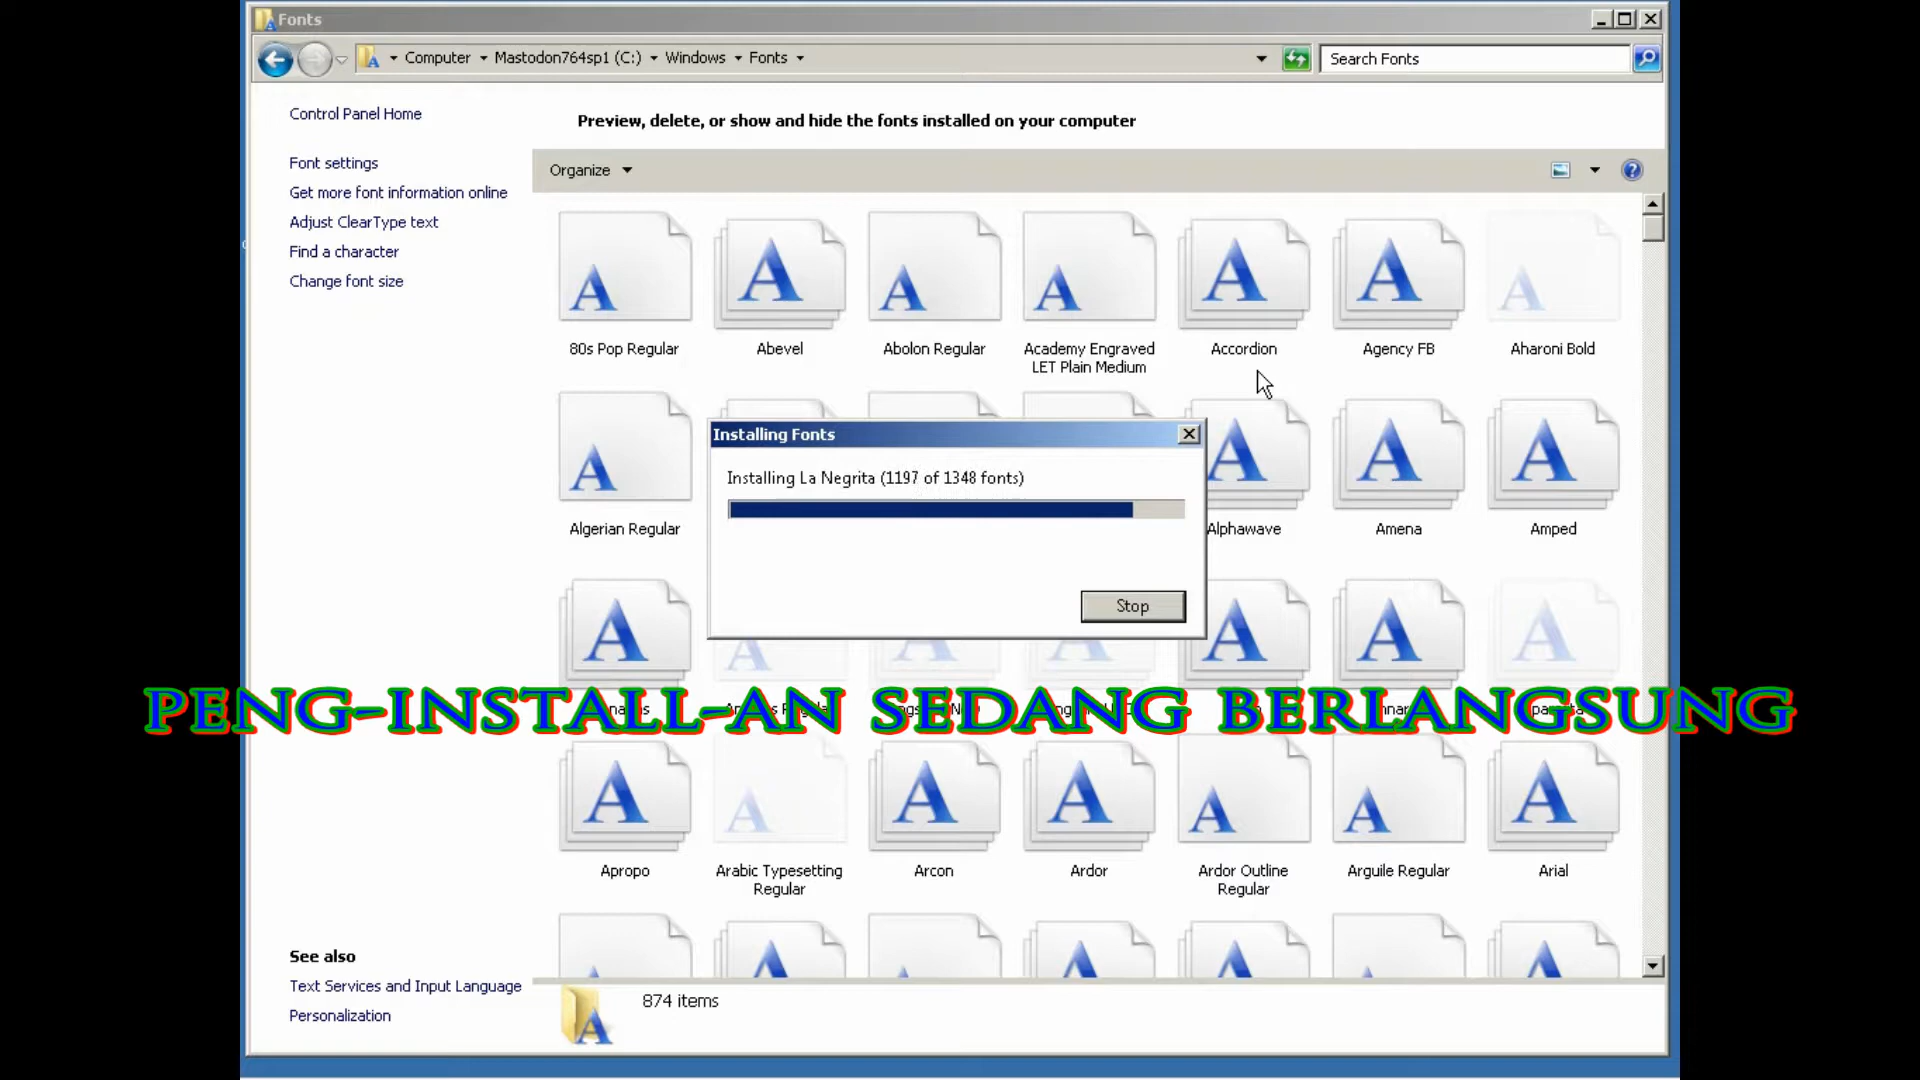 Fonts
Computer Mastodon764sp1 (C:) Windows Fonts
Search Fonts
Control Panel Home
Font settings
Get more font information online
Adjust ClearType text
Find a character
Change font size
Preview, delete, or show and hide the fonts installed on your computer
Organize
80s Pop Regular
Abevel
Abolon Regular
Academy Engraved
LET Plain Medium
Accordion
Agency FB
Aharoni Bold
Installing Fonts
Installing La Negrita (1197 of 1348 fonts)
Stop
Algerian Regular
Alphawave
Amena
Amped
PENG-INSTALL-AN SEDANG BERLANGSUNG
Apropo
Arabic Typesetting
Regular
Arcon
Ardor
Ardor Outline
Regular
Arguile Regular
Arial
See also
Text Services and Input Language
Personalization
874 items